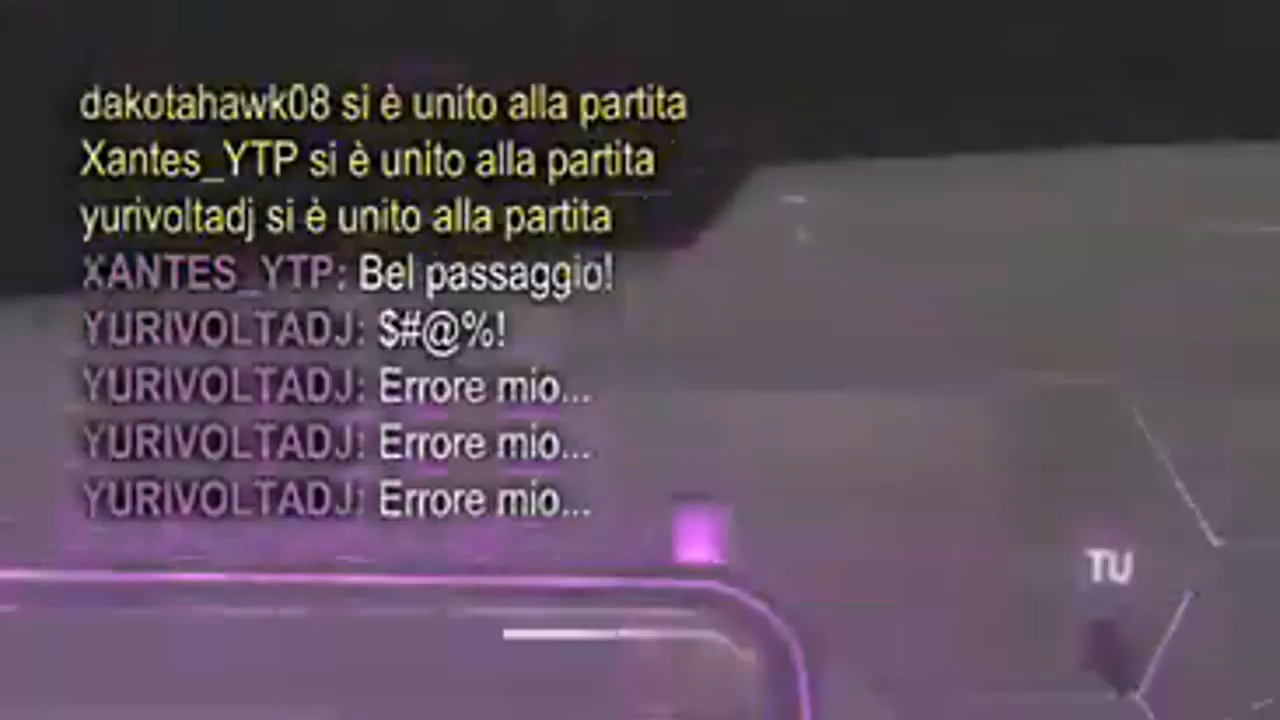 dakotahawk08 si è unito alla partita
Xantes_YTP si è unito alla partita
yurivoltadj si è unito alla partita
XANTES_YTP: Bel passaggio!
YURIVOLTADJ: $#@%!
YURIVOLTADJ: Errore mio...
YURIVOLTADJ: Errore mio...
YURIVOLTADJ: Errore mio...
TU